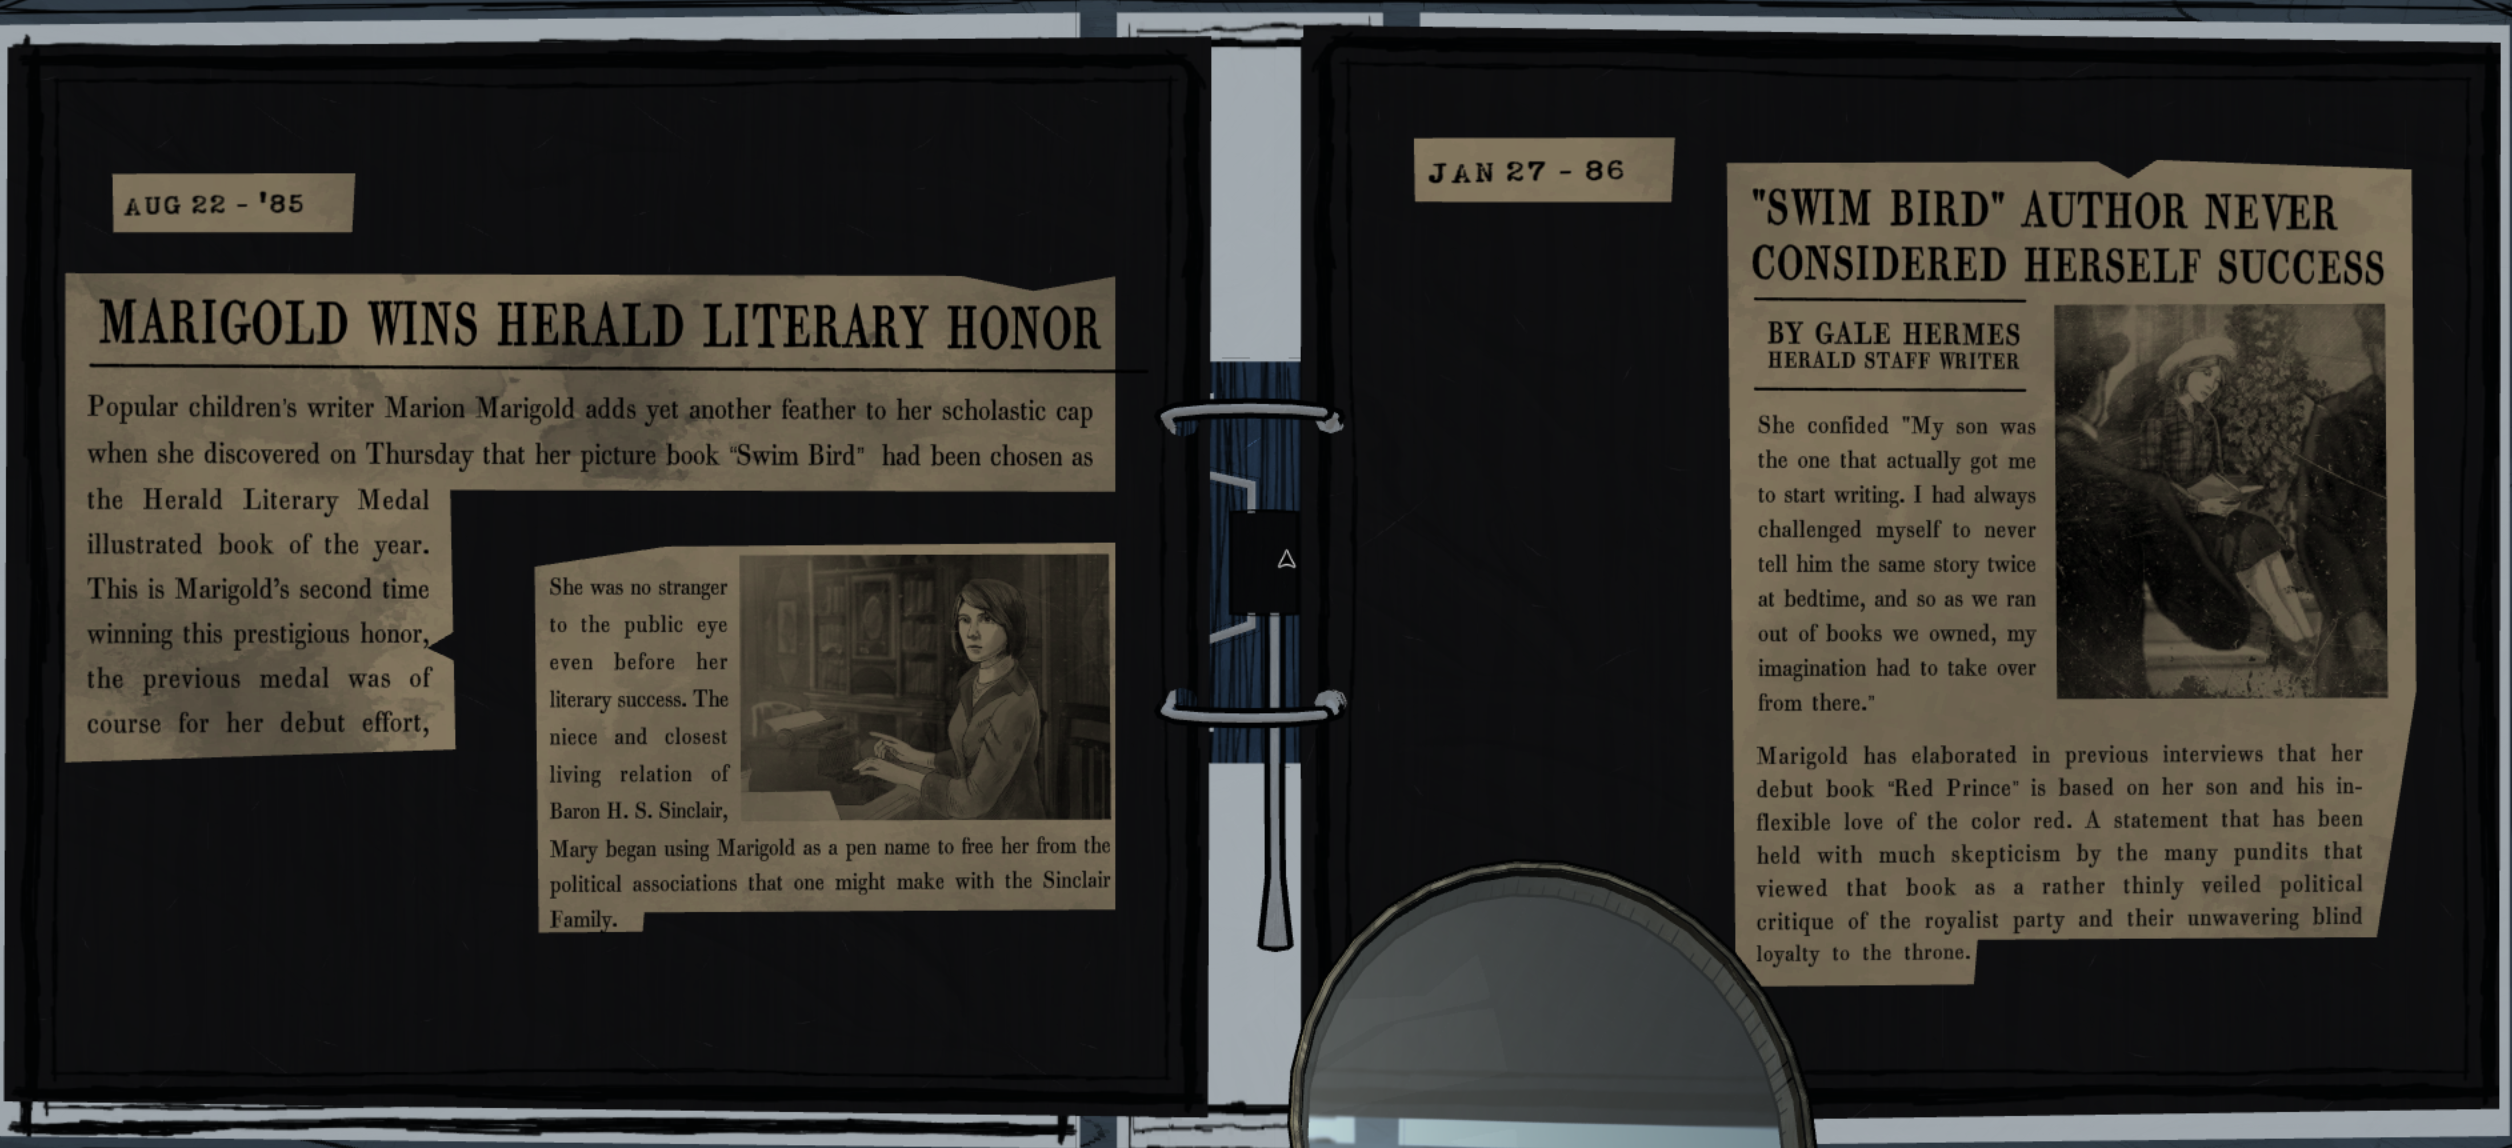 AUG 22 - '85
MARIGOLD WINS HERALD LITERARY HONOR
Popular children's writer Marion Marigold adds yet another feather to her scholastic cap
when she discovered on Thursday that her picture book “Swim Bird” had been chosen as
the Herald Literary Medal
illustrated book of the year.
This is Marigold's second time
winning this prestigious honor,
the previous medal was of
course for her debut effort,
She was no stranger
to the public eye
even before her
literary success. The
niece and closest
living relation of
Baron H. S. Sinclair,
Mary began using Marigold as a pen name to free her from the
political associations that one might make with the Sinclair
Family.
JAN 27 - 86
"SWIM BIRD" AUTHOR NEVER
CONSIDERED HERSELF SUCCESS
BY GALE HERMES
HERALD STAFF WRITER
She confided "My son was
the one that actually got me
to start writing. I had always
challenged myself to never
tell him the same story twice
at bedtime, and so as we ran
out of books we owned, my
imagination had to take over
from there."
Marigold has elaborated in previous interviews that her
debut book “Red Prince” is based on her son and his in-
flexible love of the color red. A statement that has been
held with much skepticism by the many pundits that
viewed that book as a rather thinly veiled political
critique of the royalist party and their unwavering blind
loyalty to the throne.